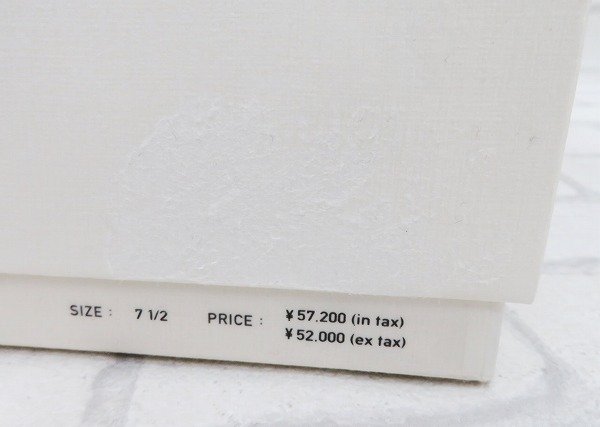 SIZE : 7 1/2 PRICE : ¥57.200 (in tax)
¥52.000 (ex tax)